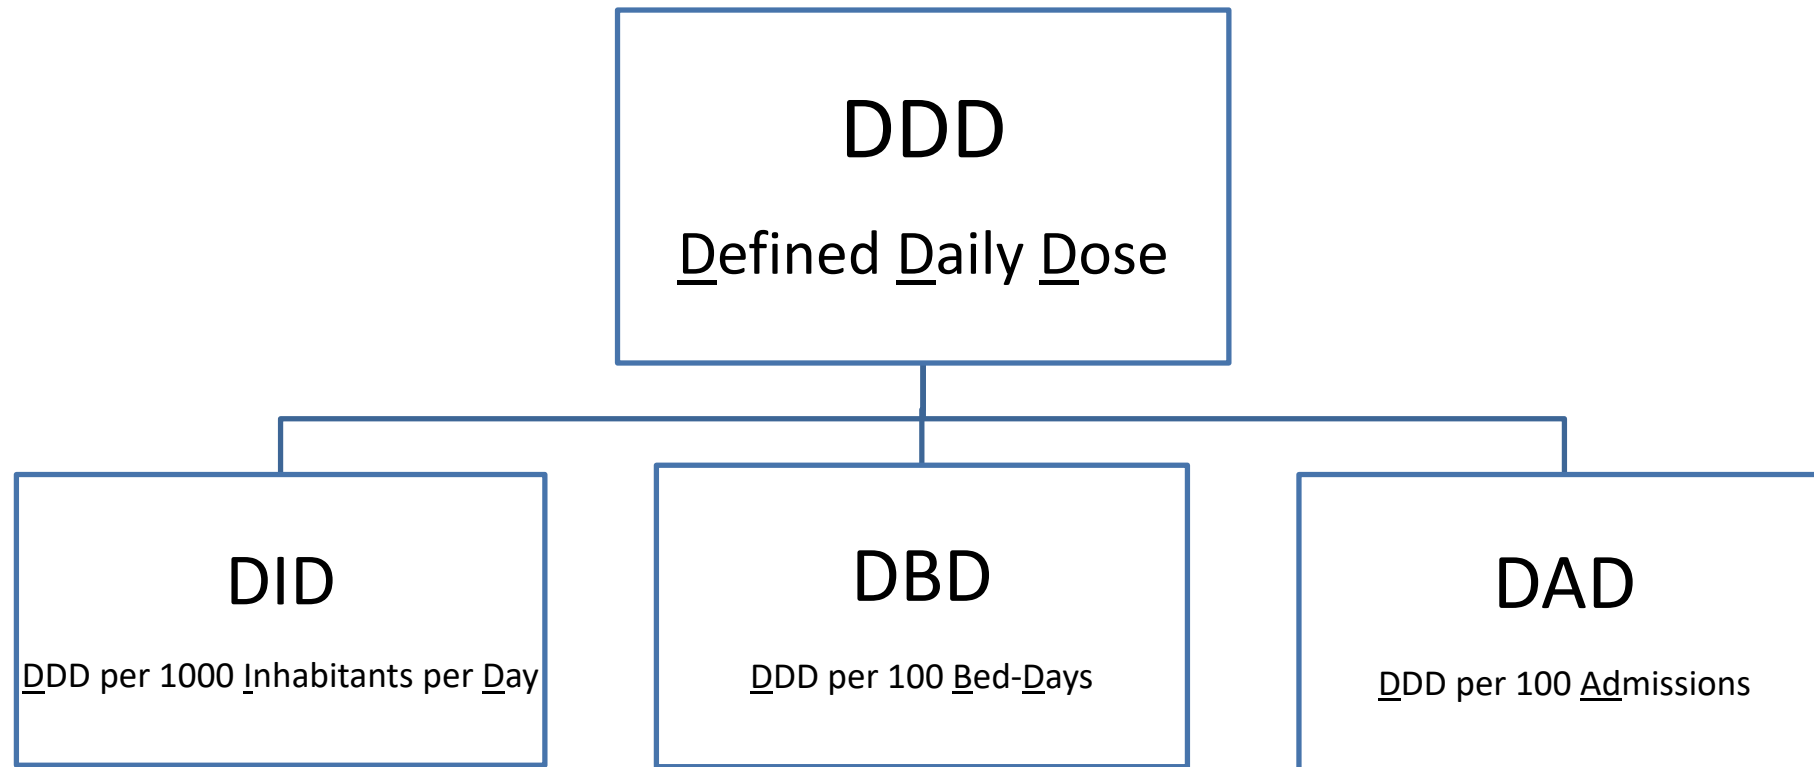 DDD
Defined Daily Dose
DID
DDD per 1000 Inhabitants per Day
DBD
DDD per 100 Bed-Days
DAD
DDD per 100 Admissions